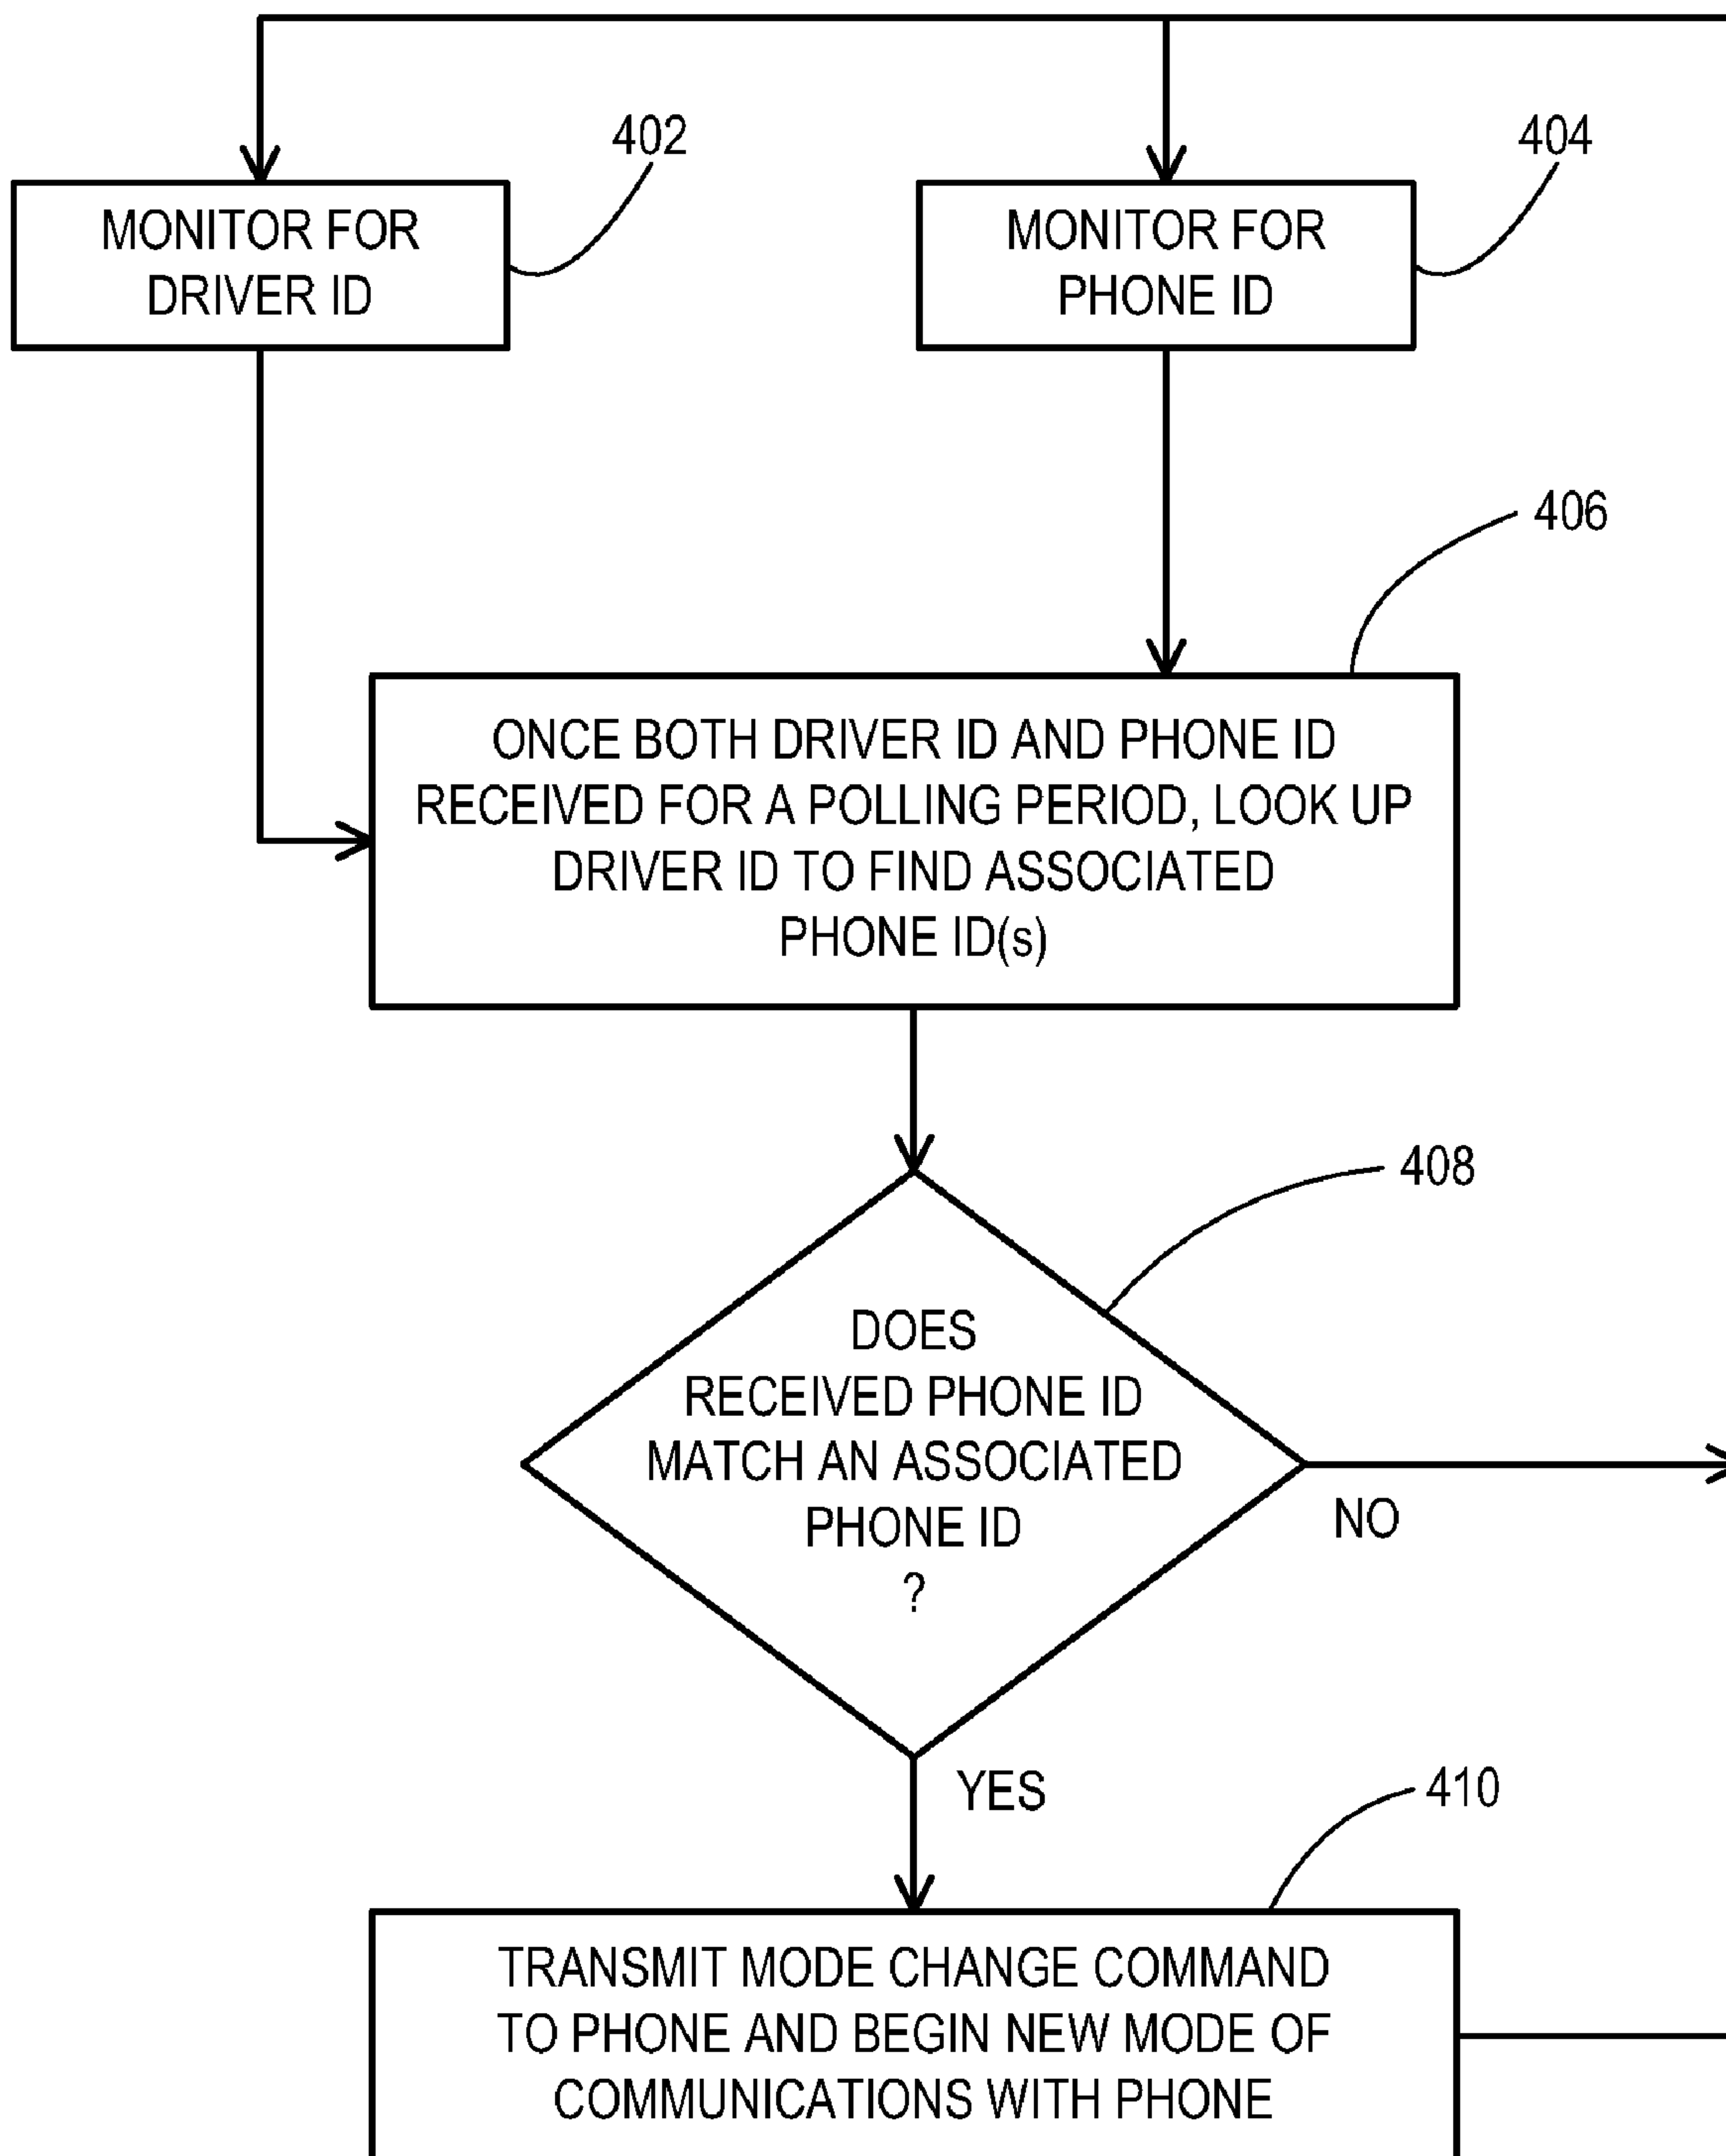 402
404
MONITOR FOR
DRIVER ID
MONITOR FOR
PHONE ID
406
ONCE BOTH DRIVER ID AND PHONE ID
RECEIVED FOR A POLLING PERIOD, LOOK UP
DRIVER ID TO FIND ASSOCIATED
PHONE ID(s)
408
DOES
RECEIVED PHONE ID
MATCH AN ASSOCIATED
PHONE ID
?
NO
YES
410
TRANSMIT MODE CHANGE COMMAND
TO PHONE AND BEGIN NEW MODE OF
COMMUNICATIONS WITH PHONE